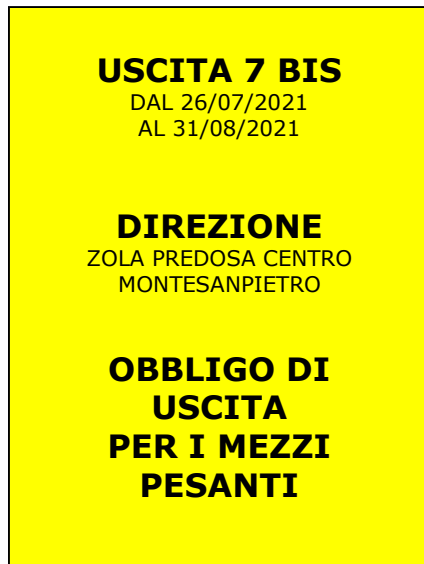 USCITA 7 BIS
DAL 26/07/2021
AL 31/08/2021
DIREZIONE
ZOLA PREDOSA CENTRO
MONTESANPIETRO
OBBLIGO DI
USCITA
PER I MEZZI
PESANTI